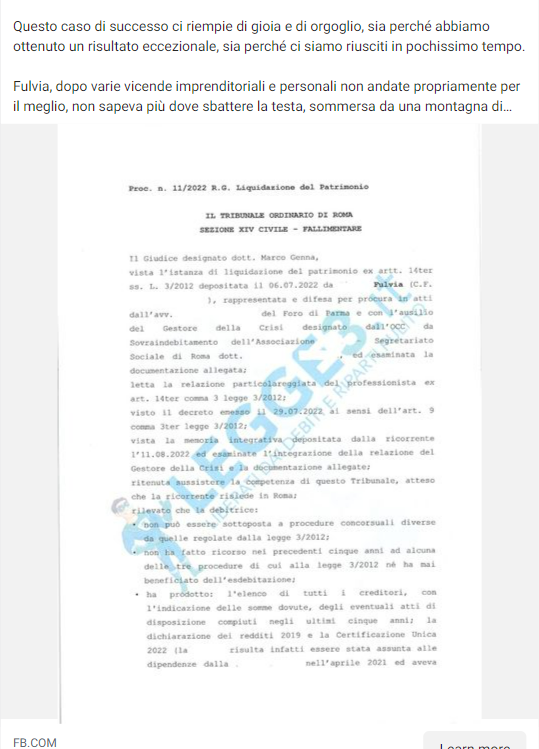 Questo caso di successo ci riempie di gioia e di orgoglio, sia perché abbiamo
ottenuto un risultato eccezionale, sia perché ci siamo riusciti in pochissimo tempo.
Fulvia, dopo varie vicende imprenditoriali e personali non andate propriamente per
il meglio, non sapeva più dove sbattere la testa, sommersa da una montagna di...
Proc. n. 11/2022 R.G. Liquidazione del Patrimonio
IL TRIBUNALE ORDINARIO DI ROMA
SEZIONE XIV CIVILE - FALLIMENTARE
Il Giudice designato dott. Marco Genna,
vista l'istanza di liquidazione del patrimonio ex artt. 14ter
ss. L. 3/2012 depositata il 06.07.2022 da Fulvia (C.F.
), rappresentata e difesa per procura in atti
dall'avv. del Foro di Parma e con l'ausilio
del Gestore della Crisi designato dall'OCC da
Sovraindebitamento dell'Associazione - Segretariato
Sociale di Roma dott. , ed esaminata la
documentazione allegata;
letta la relazione particolareggiata del professionista ex
art. 14ter comma 3 legge 3/2012;
visto il decreto emesso il 29.07.2022 ai sensi dell'art. 9
comma 3ter legge 3/2012;
vista la memoria integrativa depositata dalla ricorrente
l'11.08.2022 ed esaminate l'integrazione della relazione del
Gestore della Crisi e la documentazione allegate;
ritenuta sussistere la competenza di questo Tribunale, atteso
che la ricorrente risiede in Roma;
rilevato che la debitrice:
• non può essere sottoposta a procedure concorsuali diverse
da quelle regolate dalla legge 3/2012;
• non ha fatto ricorso nei precedenti cinque anni ad alcuna
delle tre procedure di cui alla legge 3/2012 né ha mai
beneficiato dell'esdebitazione;
• ha prodotto: l'elenco di tutti i creditori, con
l'indicazione delle somme dovute, degli eventuali atti di
disposizione compiuti negli ultimi cinque anni; la
dichiarazione dei redditi 2019 e la Certificazione Unica
2022 (la risulta infatti essere stata assunta alle
dipendenze dalla . nell'aprile 2021 ed aveva
LEGGE3.it
LIBERATI DAI DEBITI E RIPARTI PULITO
FB.COM
Learn more